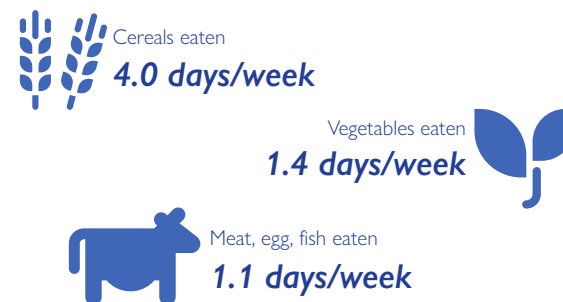 Cereals eaten
4.0 days/week
Vegetables eaten
1.4 days/week
Meat, egg, fish eaten
1.1 days/week